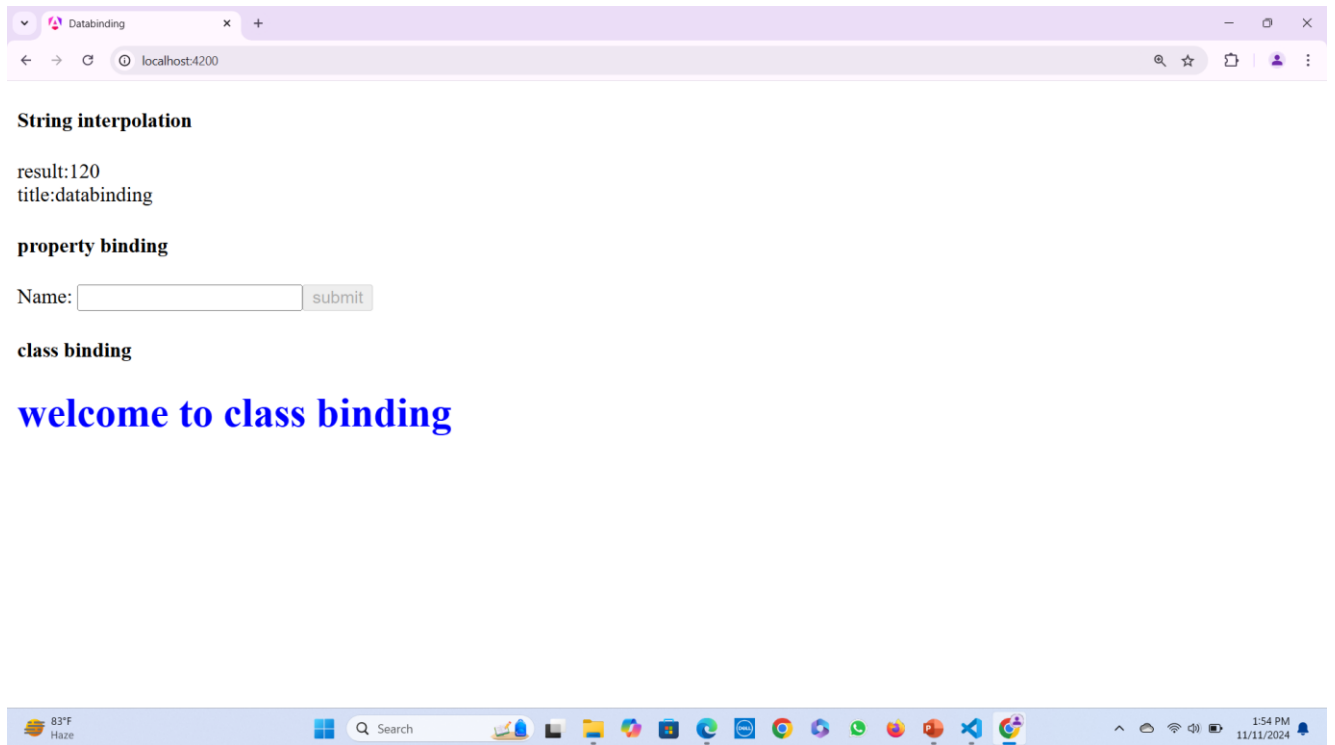 Databinding
localhost:4200
String interpolation
result:120
title:databinding
property binding
Name: submit
class binding
welcome to class binding
83°F
Haze
Search
DELL
1:54 PM
11/11/2024